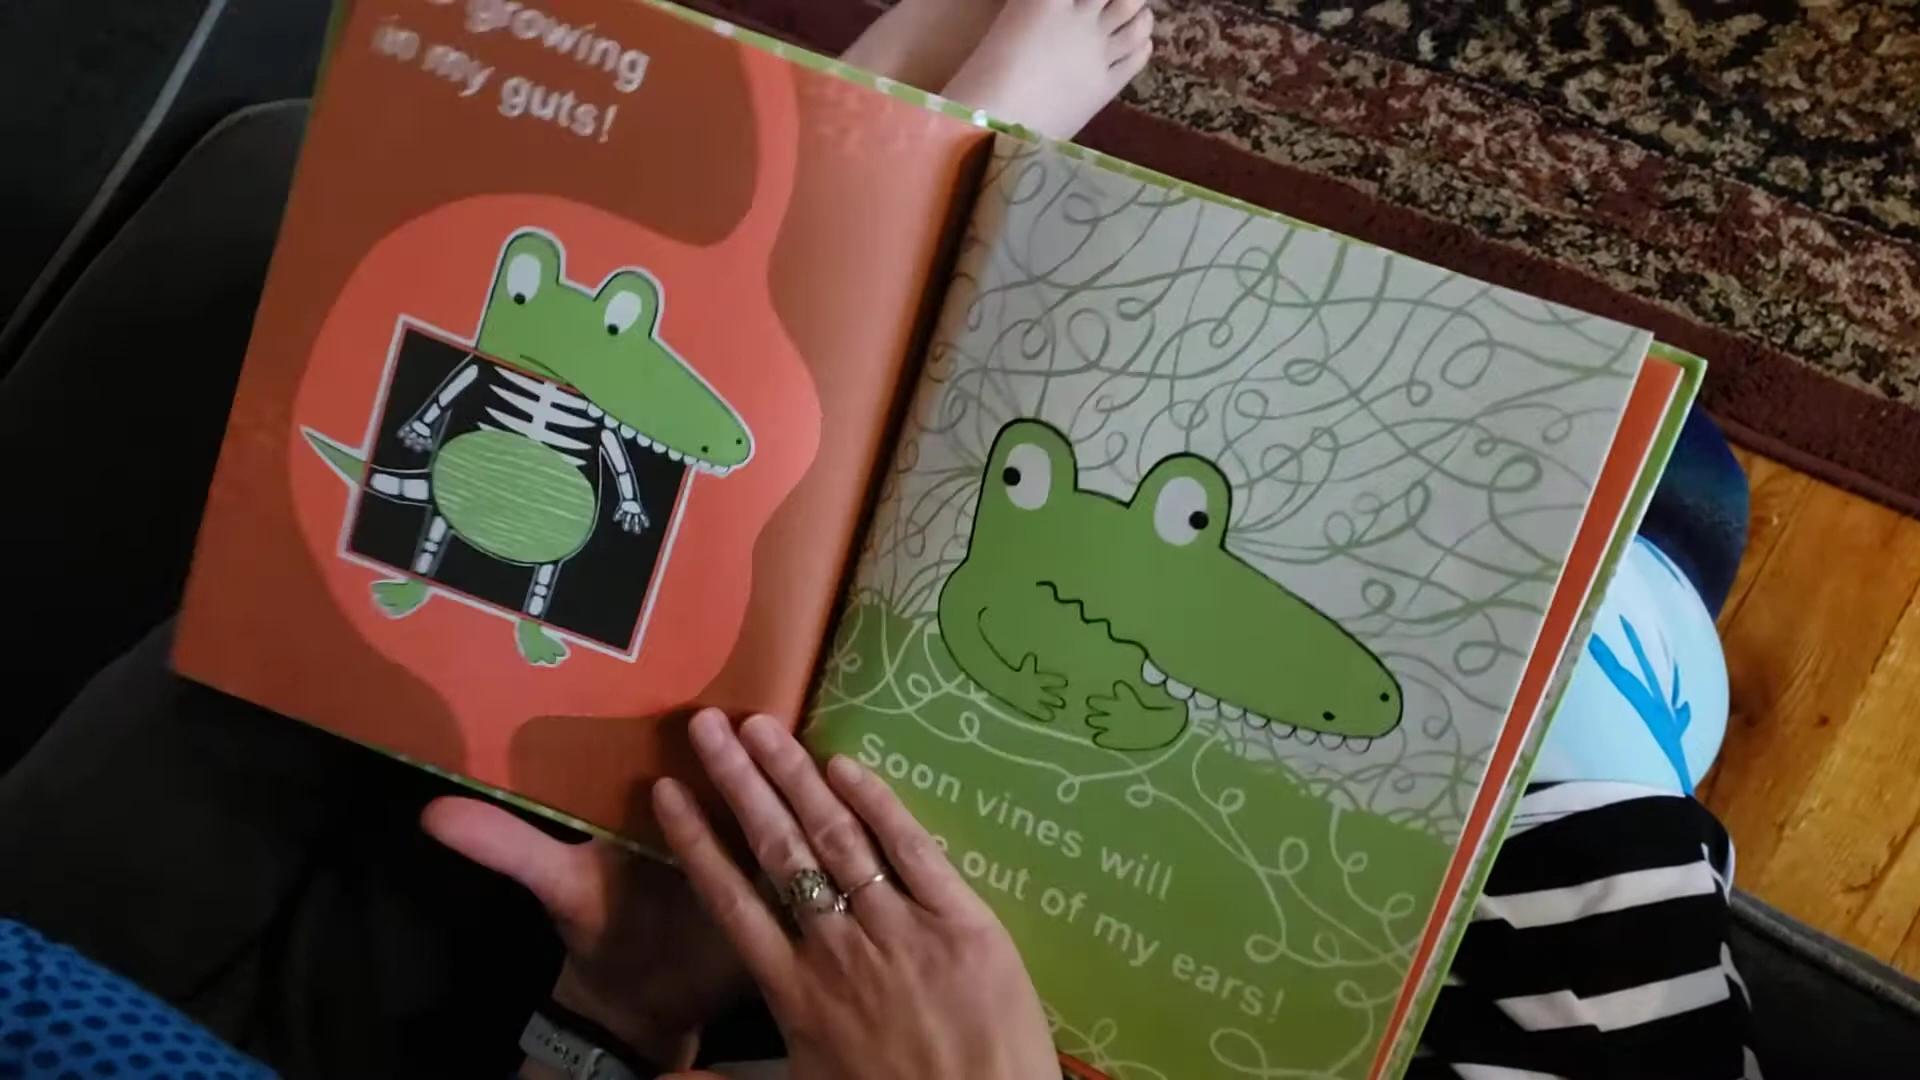 growing
in my guts!
Soon vines will
out of my ears!